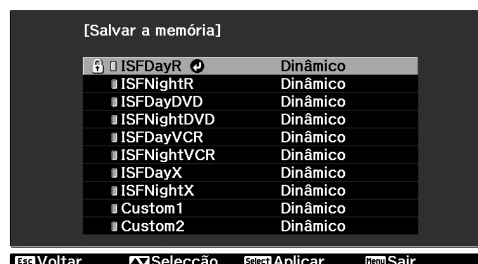 [Salvar a memória]
ISFDayR Dinâmico
ISFNightR Dinâmico
ISFDayDVD Dinâmico
ISFNightDVD Dinâmico
ISFDayVCR Dinâmico
ISFNightVCR Dinâmico
ISFDayX Dinâmico
ISFNightX Dinâmico
Custom1 Dinâmico
Custom2 Dinâmico
Esc Voltar Selecção Select Aplicar Menu Sair